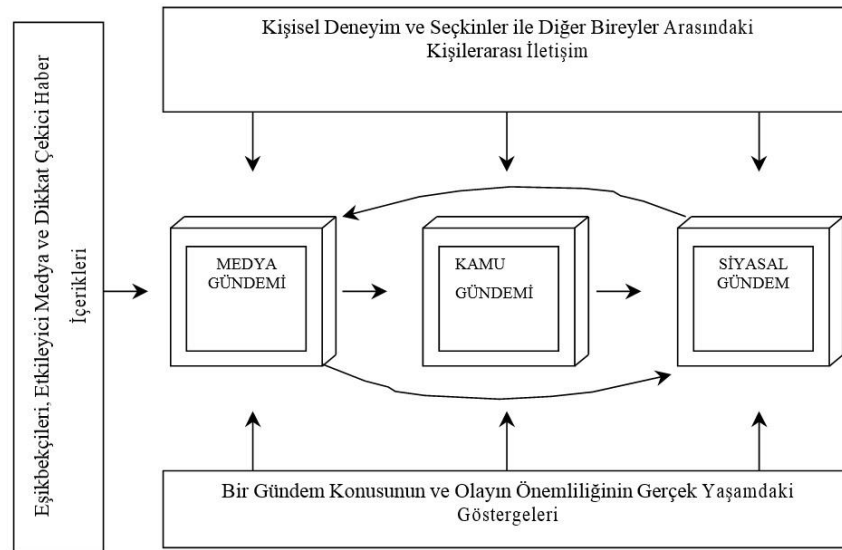 Kişisel Deneyim ve Seçkinler ile Diğer Bireyler Arasındaki
Kişilerarası İletişim
Eşikbekçileri, Etkileyici Medya ve Dikkat Çekici Haber
İçerikleri
MEDYA
GÜNDEMİ
KAMU
GÜNDEMİ
SİYASAL
GÜNDEM
Bir Gündem Konusunun ve Olayın Önemliliğinin Gerçek Yaşamdaki
Göstergeleri